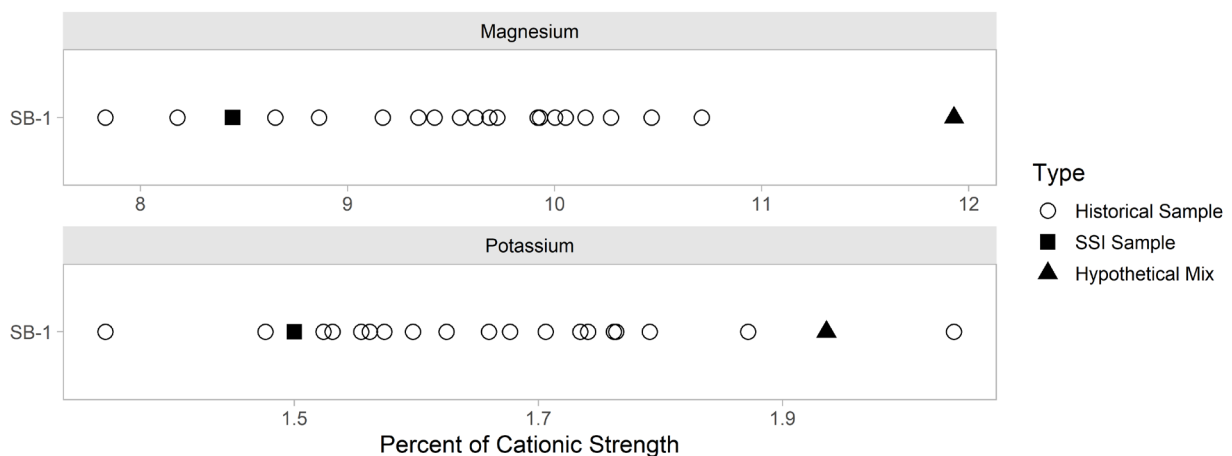 Magnesium
SB-1
8 9 10 11 12
Potassium
SB-1
1.5 1.7 1.9
Percent of Cationic Strength
Type
Historical Sample
SSI Sample
Hypothetical Mix